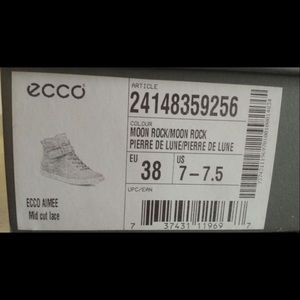 ecco
ARTICLE
24148359256
COLOUR
MOON ROCK/MOON ROCK
PIERRE DE LUNE/PIERRE DE LUNE
EU
38
US
7-7.5
ECCO AIMEE
Mid cut lace
UPC/EAN
7 37431 11969 7